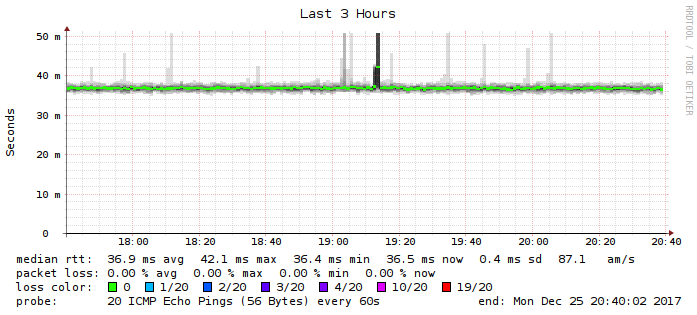 Last 3 Hours
RRDTOOL / TOBI OETIKER
Seconds
50 m
40 m
30 m
20 m
10 m
0
18:00 18:20 18:40 19:00 19:20 19:40 20:00 20:20 20:40
median rtt: 36.9 ms avg 42.1 ms max 36.4 ms min 36.5 ms now 0.4 ms sd 87.1 am/s
packet loss: 0.00 % avg 0.00 % max 0.00 % min 0.00 % now
loss color: 0 1/20 2/20 3/20 4/20 10/20 19/20
probe: 20 ICMP Echo Pings (56 Bytes) every 60s end: Mon Dec 25 20:40:02 2017